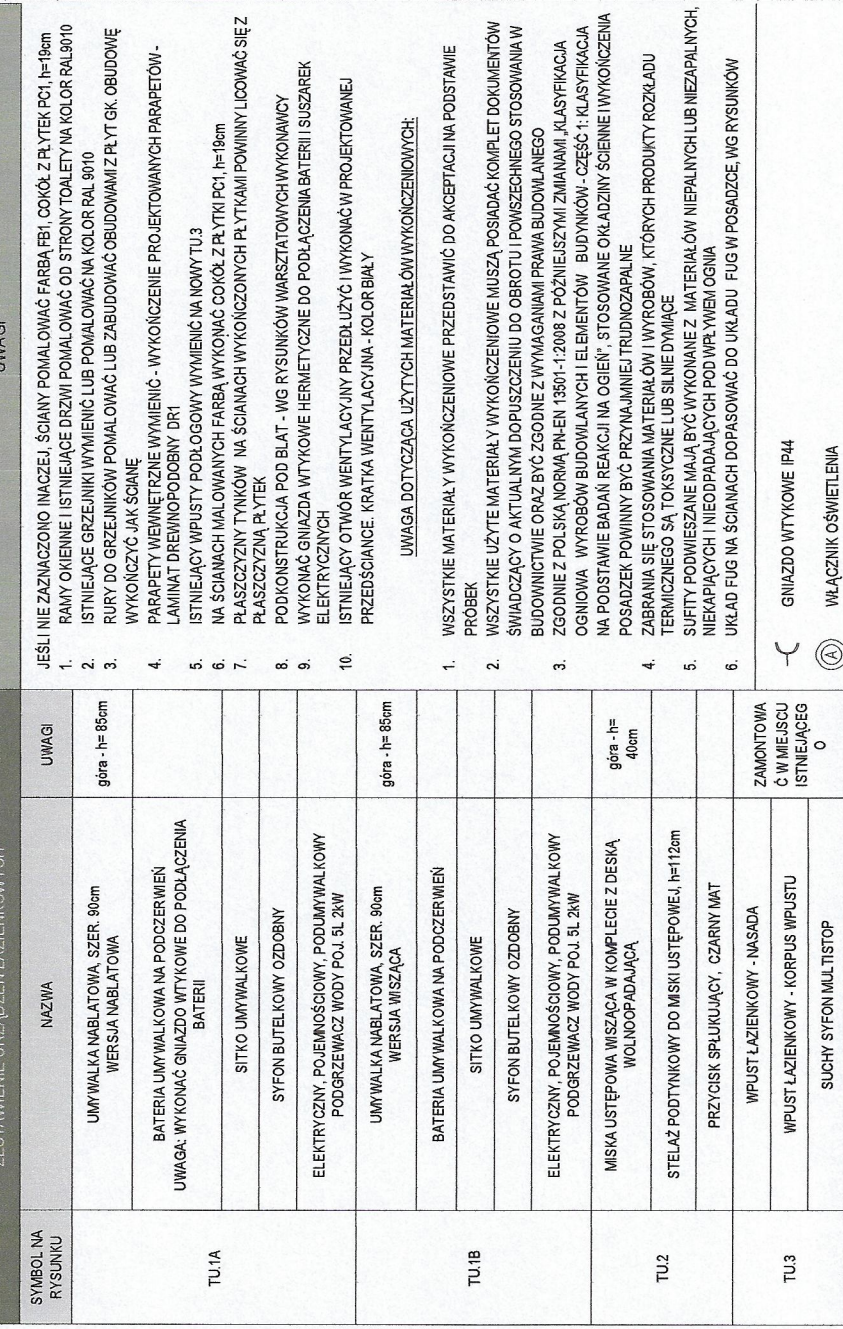 ZESTAWIENIE URZĄDZEŃ ŁAZIENKOWYCH
SYMBOL NA
RYSUNKU
NAZWA
UWAGI
TU.1A
UMYWALKA NABLATOWA, SZER. 90cm
WERSJA NABLATOWA
góra - h= 85cm
BATERIA UMYWALKOWA NA PODCZERWIEŃ
UWAGA: WYKONAĆ GNIAZDO WTYKOWE DO PODŁĄCZENIA
BATERII
SITKO UMYWALKOWE
SYFON BUTELKOWY OZDOBNY
ELEKTRYCZNY, POJEMNOŚCIOWY, PODUMYWALKOWY
PODGRZEWACZ WODY POJ. 5L 2kW
TU.1B
UMYWALKA NABLATOWA, SZER. 90cm
WERSJA WISZĄCA
góra - h= 85cm
BATERIA UMYWALKOWA NA PODCZERWIEŃ
SITKO UMYWALKOWE
SYFON BUTELKOWY OZDOBNY
ELEKTRYCZNY, POJEMNOŚCIOWY, PODUMYWALKOWY
PODGRZEWACZ WODY POJ. 5L 2kW
TU.2
MISKA USTĘPOWA WISZĄCA W KOMPLECIE Z DESKĄ
WOLNOOPADAJĄCĄ
góra - h=
40cm
STELAŻ PODTYNKOWY DO MISKI USTĘPOWEJ, h=112cm
PRZYCISK SPŁUKUJĄCY, CZARNY MAT
TU.3
WPUST ŁAZIENKOWY - NASADA
WPUST ŁAZIENKOWY - KORPUS WPUSTU
SUCHY SYFON MULTISTOP
ZAMONTOWA
Ć W MIEJSCU
ISTNIEJĄCEG
O
UWAGI
JEŚLI NIE ZAZNACZONO INACZEJ, ŚCIANY POMALOWAĆ FARBĄ FB1, COKÓŁ Z PŁYTEK PC1, h=19cm
1. RAMY OKIENNE I ISTNIEJĄCE DRZWI POMALOWAĆ OD STRONY TOALETY NA KOLOR RAL9010
2. ISTNIEJĄCE GRZEJNIKI WYMIENIĆ LUB POMALOWAĆ NA KOLOR RAL 9010
3. RURY DO GRZEJNIKÓW POMALOWAĆ LUB ZABUDOWAĆ OBUDOWAMI Z PŁYT GK. OBUDOWĘ
WYKOŃCZYĆ JAK ŚCIANĘ
4. PARAPETY WEWNĘTRZNE WYMIENIĆ - WYKOŃCZENIE PROJEKTOWANYCH PARAPETÓW -
LAMINAT DREWNOPODOBNY DR1
5. ISTNIEJĄCY WPUSTY PODŁOGOWY WYMIENIĆ NA NOWY TU.3
6. NA ŚCIANACH MALOWANYCH FARBĄ WYKONAĆ COKÓŁ Z PŁYTKI PC1, h=19cm
7. PŁASZCZYZNY TYNKÓW NA ŚCIANACH WYKOŃCZONYCH PŁYTKAMI POWINNY LICOWAĆ SIĘ Z
PŁASZCZYZNĄ PŁYTEK
8. PODKONSTRUKCJA POD BLAT - WG RYSUNKÓW WARSZTATOWYCH WYKONAWCY
9. WYKONAĆ GNIAZDA WTYKOWE HERMETYCZNE DO PODŁĄCZENIA BATERII I SUSZAREK
ELEKTRYCZNYCH
10. ISTNIEJĄCY OTWÓR WENTYLACYJNY PRZEDŁUŻYĆ I WYKONAĆ W PROJEKTOWANEJ
PRZEDŚCIANCE. KRATKA WENTYLACYJNA - KOLOR BIAŁY
UWAGA DOTYCZĄCA UŻYTYCH MATERIAŁÓW WYKOŃCZENIOWYCH:
1. WSZYSTKIE MATERIAŁY WYKOŃCZENIOWE PRZEDSTAWIĆ DO AKCEPTACJI NA PODSTAWIE
PRÓBEK
2. WSZYSTKIE UŻYTE MATERIAŁY WYKOŃCZENIOWE MUSZĄ POSIADAĆ KOMPLET DOKUMENTÓW
ŚWIADCZĄCY O AKTUALNYM DOPUSZCZENIU DO OBROTU I POWSZECHNEGO STOSOWANIA W
BUDOWNICTWIE ORAZ BYĆ ZGODNE Z WYMAGANIAMI PRAWA BUDOWLANEGO
3. ZGODNIE Z POLSKĄ NORMĄ PN-EN 13501-1:2008 Z PÓŹNIEJSZYMI ZMIANAMI „KLASYFIKACJA
OGNIOWA WYROBÓW BUDOWLANYCH I ELEMENTÓW BUDYNKÓW - CZĘŚĆ 1: KLASYFIKACJA
NA PODSTAWIE BADAŃ REAKCJI NA OGIEŃ", STOSOWANE OKŁADZINY ŚCIENNE I WYKOŃCZENIA
POSADZEK POWINNY BYĆ PRZYNAJMNIEJ TRUDNOZAPALNE
4. ZABRANIA SIĘ STOSOWANIA MATERIAŁÓW I WYROBÓW, KTÓRYCH PRODUKTY ROZKŁADU
TERMICZNEGO SĄ TOKSYCZNE LUB SILNIE DYMIĄCE
5. SUFITY PODWIESZANE MAJĄ BYĆ WYKONANE Z MATERIAŁÓW NIEPALNYCH LUB NIEZAPALNYCH,
NIEKAPIĄCYCH I NIEODPADAJĄCYCH POD WPŁYWEM OGNIA
6. UKŁAD FUG NA ŚCIANACH DOPASOWAĆ DO UKŁADU FUG W POSADZCE, WG RYSUNKÓW
GNIAZDO WTYKOWE IP44
A WŁĄCZNIK OŚWIETLENIA